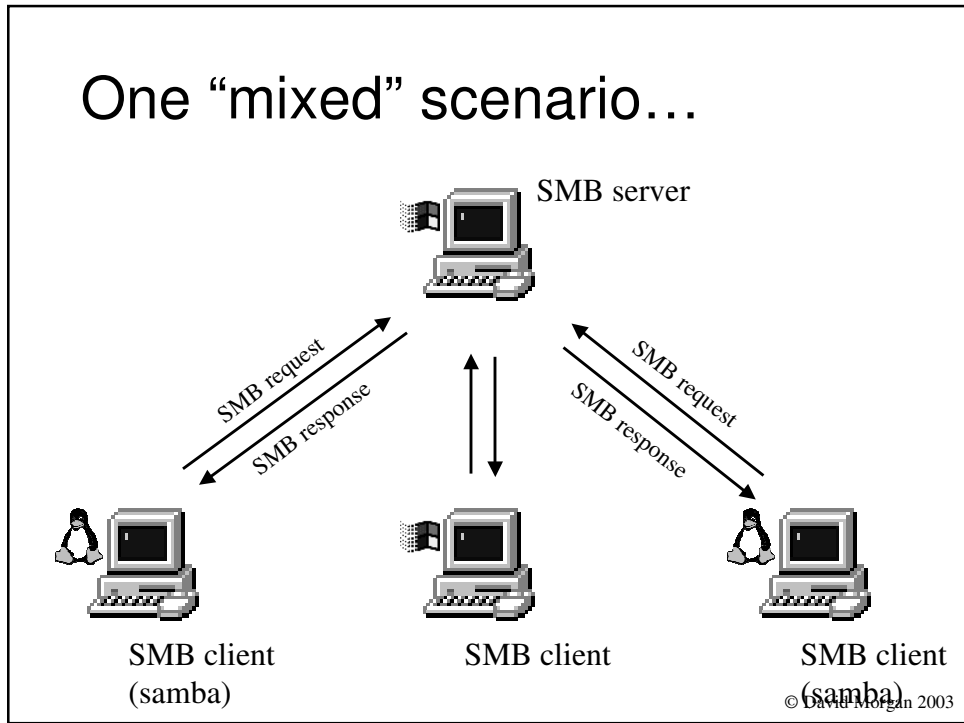 One “mixed” scenario…
SMB server
SMB request
SMB response
SMB request
SMB response
SMB client
(samba)
SMB client
SMB client
(samba)
© David Morgan 2003